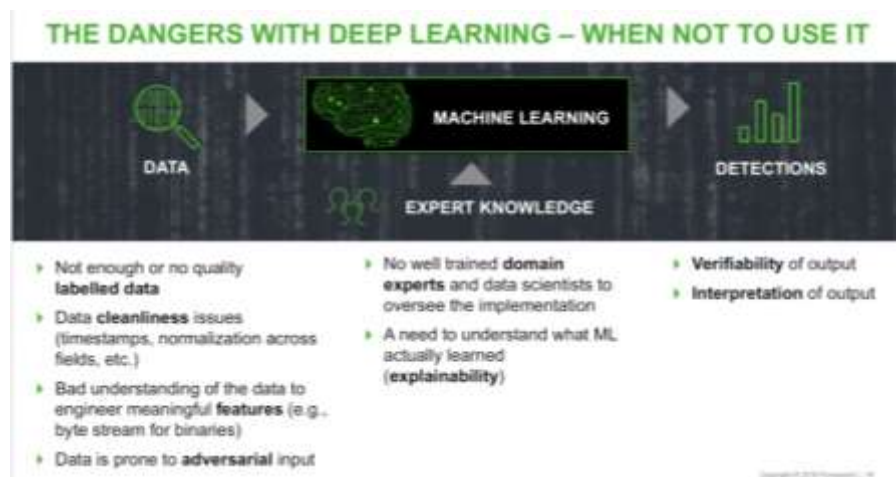 THE DANGERS WITH DEEP LEARNING – WHEN NOT TO USE IT
DATA
MACHINE LEARNING
EXPERT KNOWLEDGE
DETECTIONS
Not enough or no quality
labelled data
Data cleanliness issues
(timestamps, normalization across
fields, etc.)
Bad understanding of the data to
engineer meaningful features (e.g.,
byte stream for binaries)
Data is prone to adversarial input
No well trained domain
experts and data scientists to
oversee the implementation
A need to understand what ML
actually learned
(explainability)
Verifiability of output
Interpretation of output